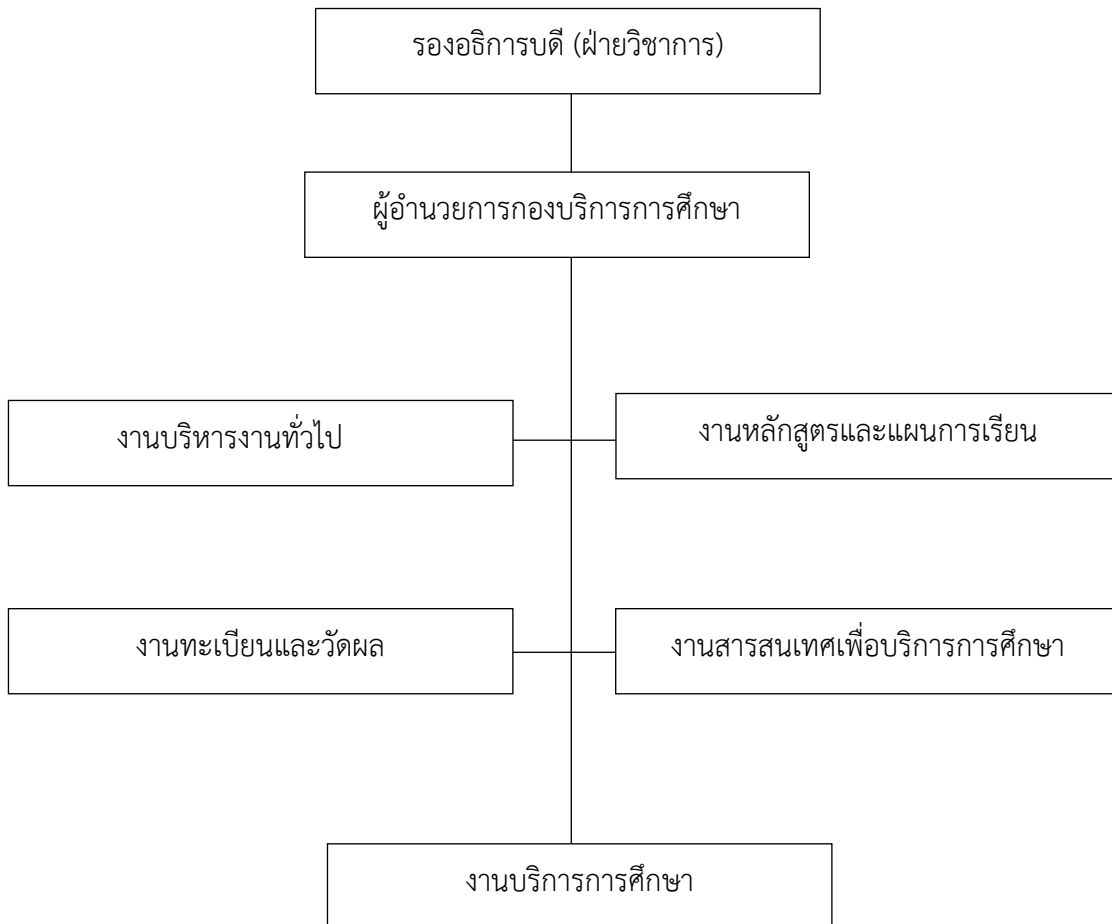 รองอธิการบดี (ฝ่ายวิชาการ)
ผู้อำนวยการกองบริการการศึกษา
งานบริหารงานทั่วไป
งานหลักสูตรและแผนการเรียน
งานทะเบียนและวัดผล
งานสารสนเทศเพื่อบริการการศึกษา
งานบริการการศึกษา